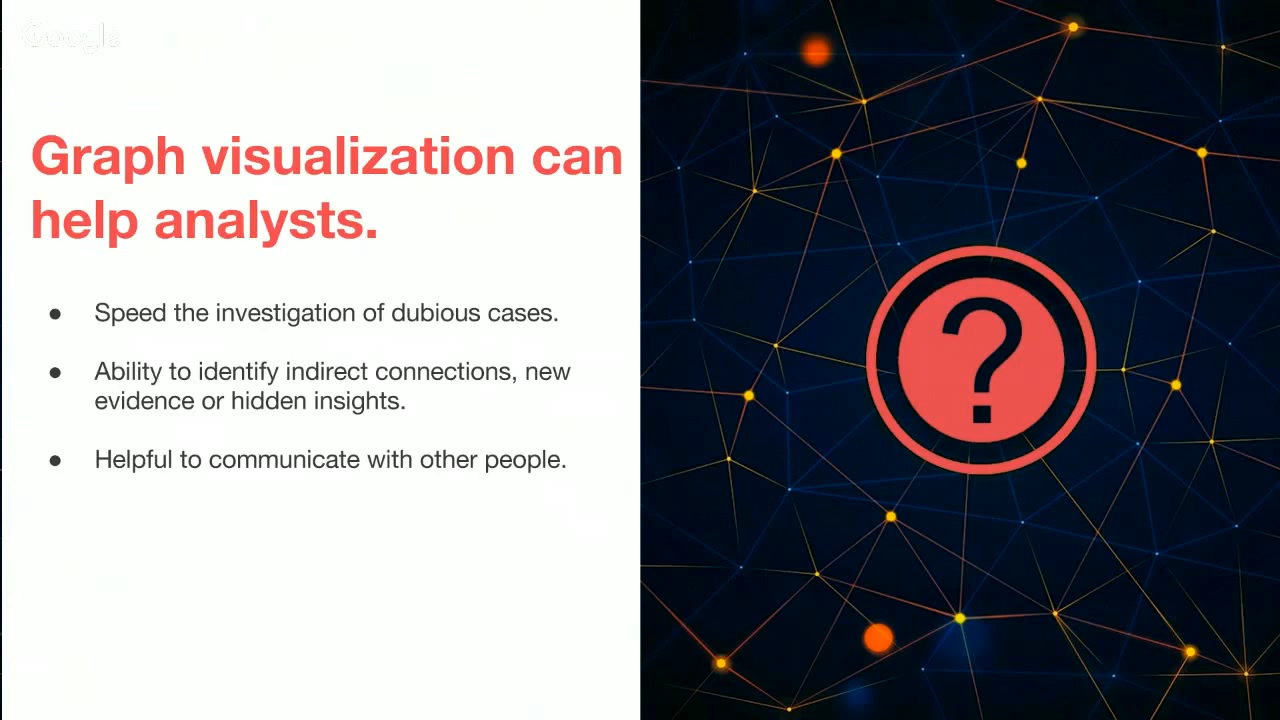 Google
Graph visualization can
help analysts.
● Speed the investigation of dubious cases.
● Ability to identify indirect connections, new
evidence or hidden insights.
● Helpful to communicate with other people.
?